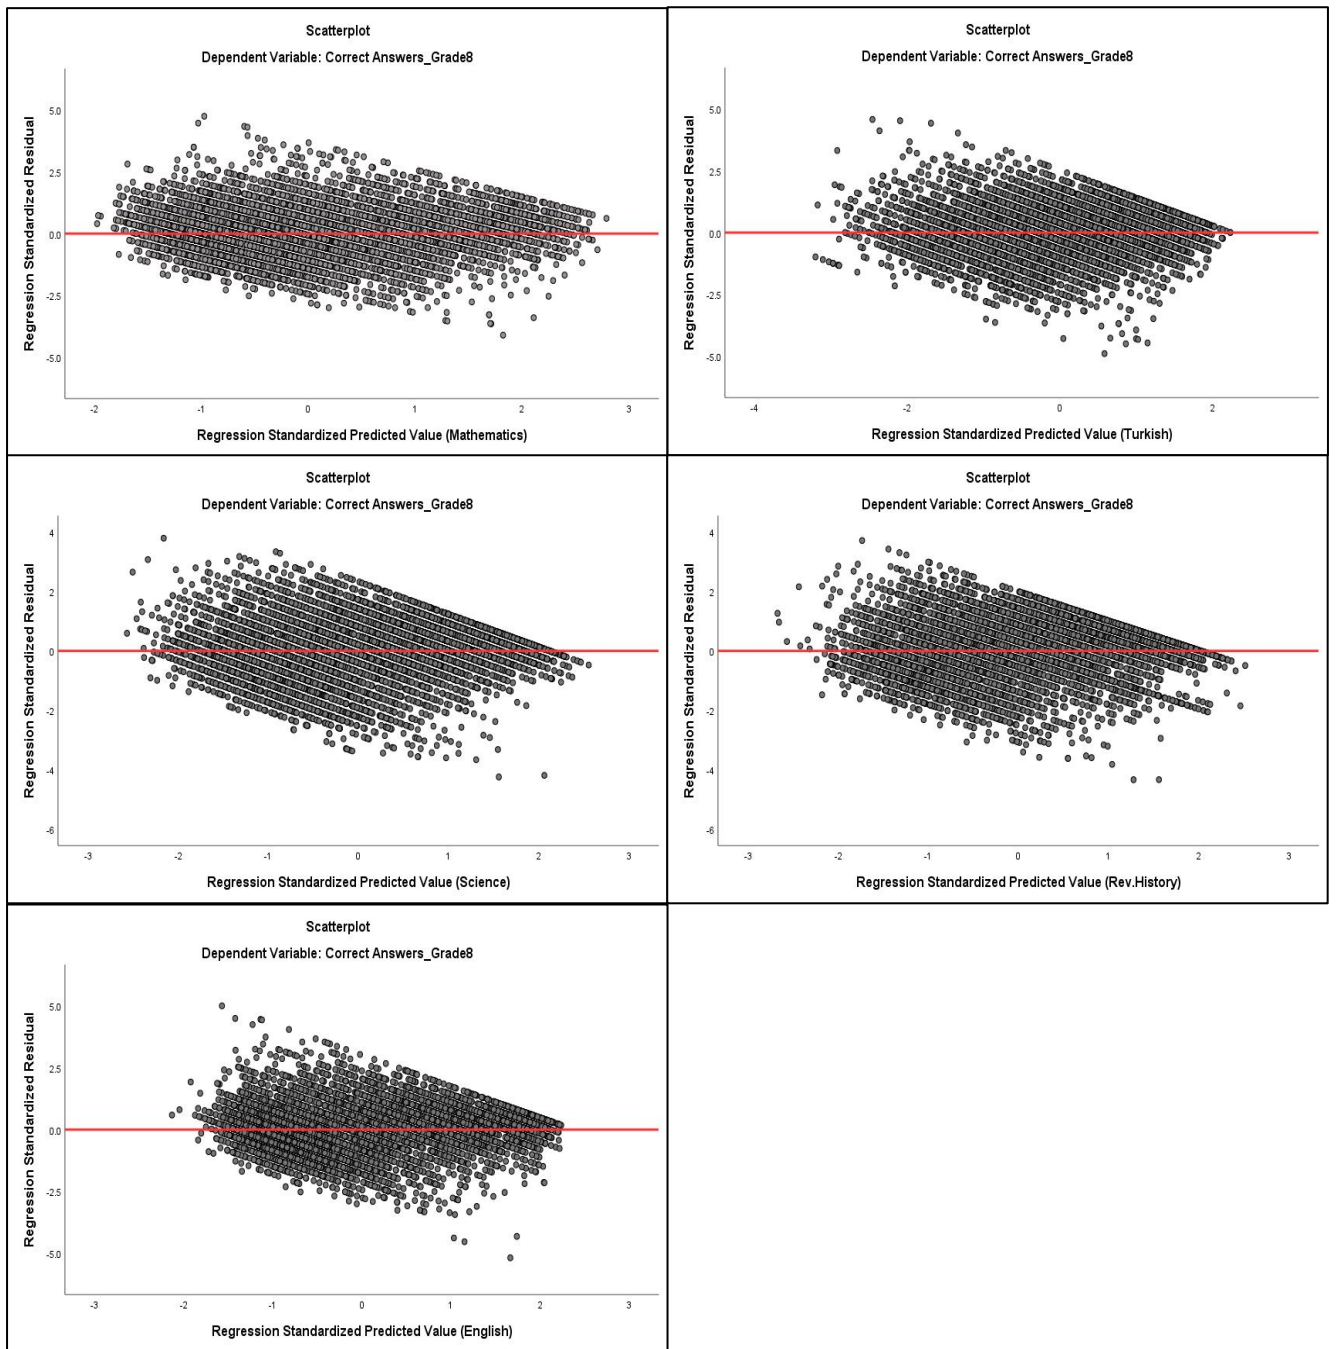 Scatterplot
Dependent Variable: Correct Answers_Grade8
Regression Standardized Residual
5.0
2.5
0.0
-2.5
-5.0
-2 -1 0 1 2 3
Regression Standardized Predicted Value (Mathematics)
Scatterplot
Dependent Variable: Correct Answers_Grade8
Regression Standardized Residual
5.0
2.5
0.0
-2.5
-5.0
-4 -2 0 2
Regression Standardized Predicted Value (Turkish)
Scatterplot
Dependent Variable: Correct Answers_Grade8
Regression Standardized Residual
4
2
0
-2
-4
-6
-3 -2 -1 0 1 2 3
Regression Standardized Predicted Value (Science)
Scatterplot
Dependent Variable: Correct Answers_Grade8
Regression Standardized Residual
4
2
0
-2
-4
-6
-3 -2 -1 0 1 2 3
Regression Standardized Predicted Value (Rev.History)
Scatterplot
Dependent Variable: Correct Answers_Grade8
Regression Standardized Residual
5.0
2.5
0.0
-2.5
-5.0
-3 -2 -1 0 1 2 3
Regression Standardized Predicted Value (English)